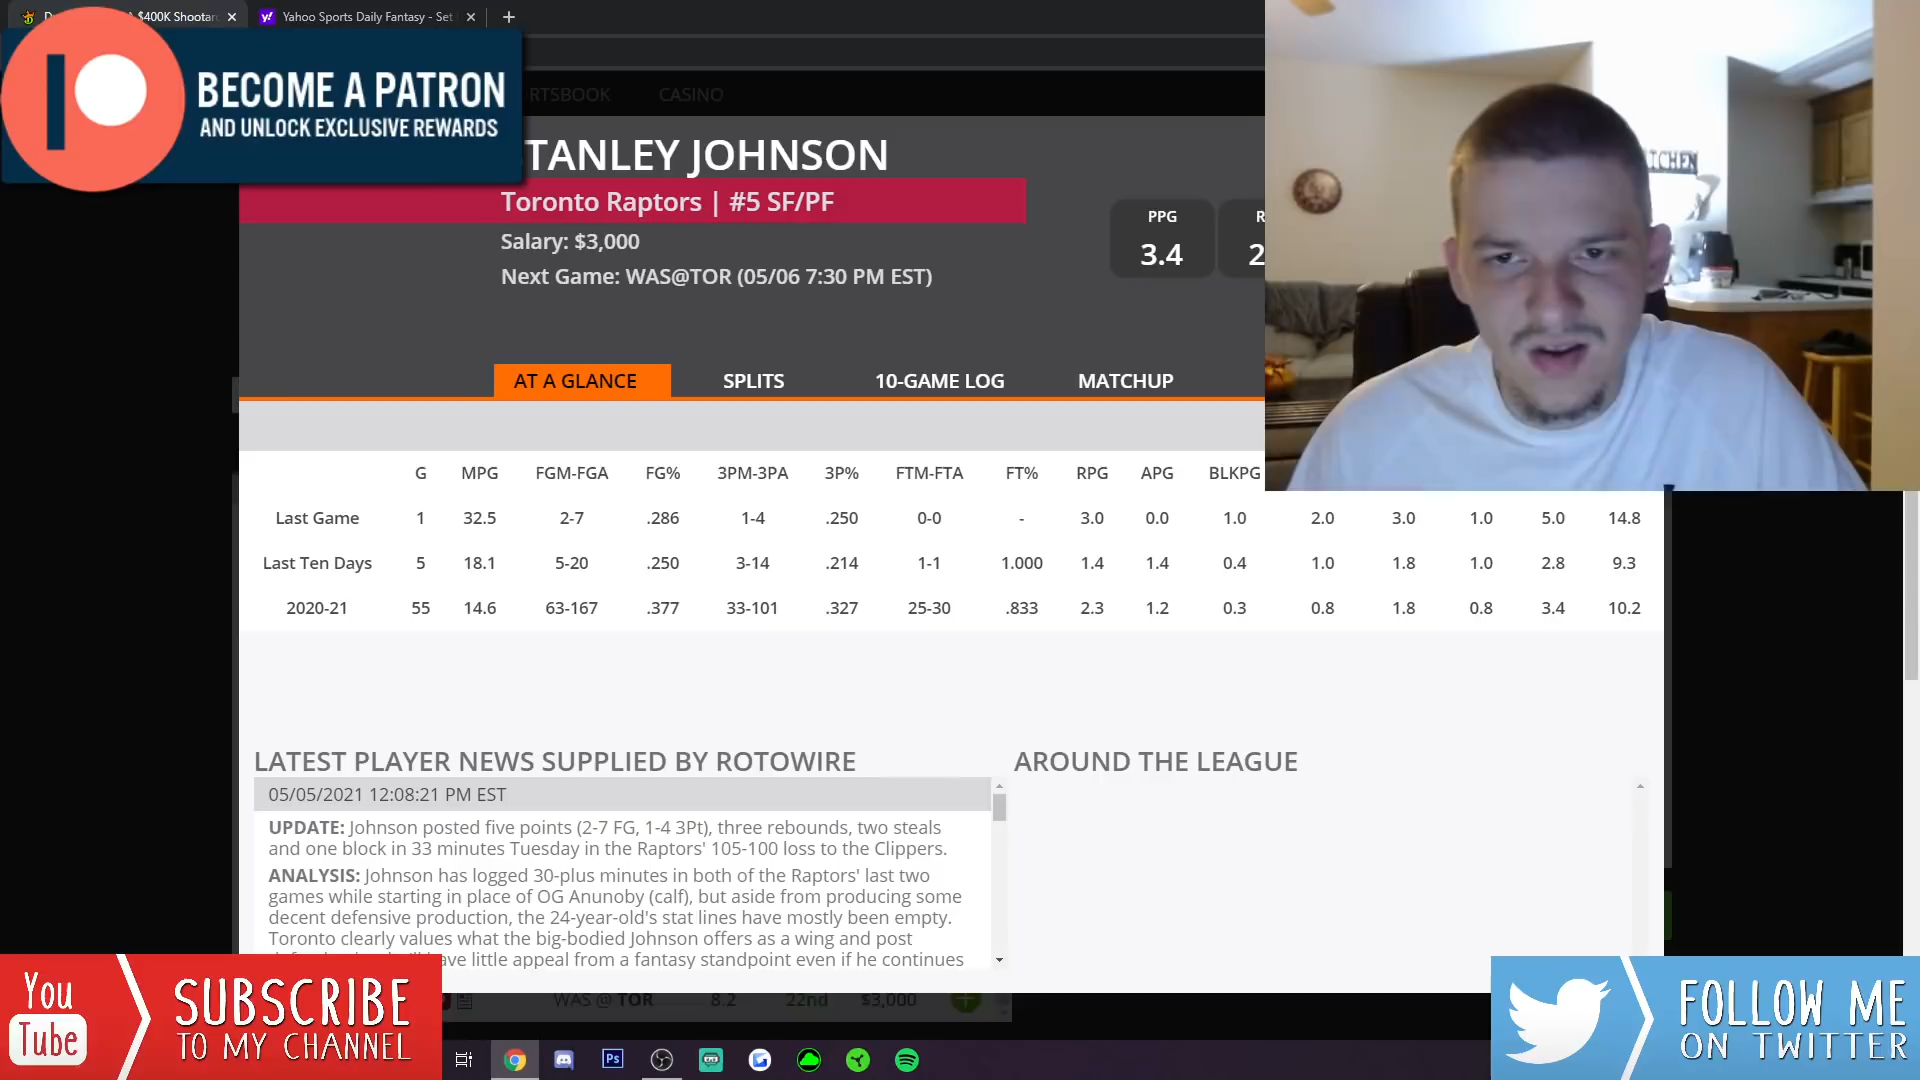 $400K Shootar
Yahoo Sports Daily Fantasy - Set
BECOME A PATRON
AND UNLOCK EXCLUSIVE REWARDS
RTSBOOK CASINO
TANLEY JOHNSON
Toronto Raptors | #5 SF/PF
Salary: $3,000
Next Game: WAS@TOR (05/06 7:30 PM EST)
PPG
3.4
R
2
ITCHEN
AT A GLANCE SPLITS 10-GAME LOG MATCHUP
G MPG FGM-FGA FG% 3PM-3PA 3P% FTM-FTA FT% RPG APG BLKPG
Last Game 1 32.5 2-7 .286 1-4 .250 0-0 - 3.0 0.0 1.0 2.0 3.0 1.0 5.0 14.8
Last Ten Days 5 18.1 5-20 .250 3-14 .214 1-1 1.000 1.4 1.4 0.4 1.0 1.8 1.0 2.8 9.3
2020-21 55 14.6 63-167 .377 33-101 .327 25-30 .833 2.3 1.2 0.3 0.8 1.8 0.8 3.4 10.2
LATEST PLAYER NEWS SUPPLIED BY ROTOWIRE
AROUND THE LEAGUE
05/05/2021 12:08:21 PM EST
UPDATE: Johnson posted five points (2-7 FG, 1-4 3Pt), three rebounds, two steals
and one block in 33 minutes Tuesday in the Raptors' 105-100 loss to the Clippers.
ANALYSIS: Johnson has logged 30-plus minutes in both of the Raptors' last two
games while starting in place of OG Anunoby (calf), but aside from producing some
decent defensive production, the 24-year-old's stat lines have mostly been empty.
Toronto clearly values what the big-bodied Johnson offers as a wing and post
have little appeal from a fantasy standpoint even if he continues
WAS @ TOR 8.2 22nd $3,000
You
Tube
SUBSCRIBE
TO MY CHANNEL
Ps
FOLLOW ME
ON TWITTER